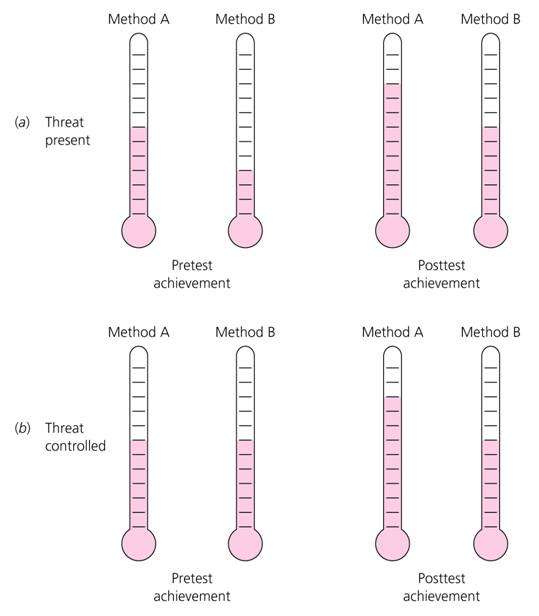 Method A Method B Method A Method B
(a) Threat
present
Pretest
achievement
Posttest
achievement
Method A Method B Method A Method B
(b) Threat
controlled
Pretest
achievement
Posttest
achievement